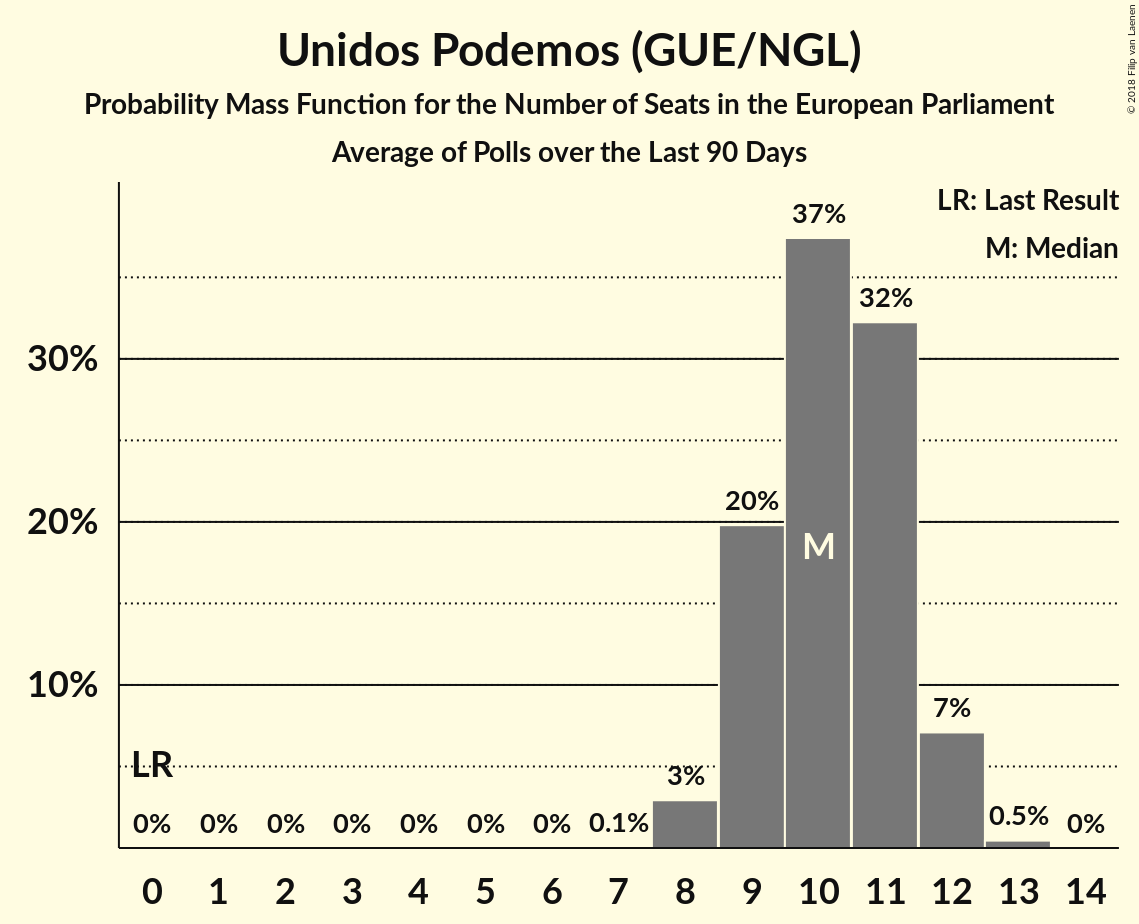 Unidos Podemos (GUE/NGL)
Probability Mass Function for the Number of Seats in the European Parliament
Average of Polls over the Last 90 Days
© 2018 Filip van Laenen
LR: Last Result
M: Median
37%
32%
30%
20%
20%
M
10%
7%
LR
3%
0% 0% 0% 0% 0% 0% 0% 0.1% 0.5% 0%
0 1 2 3 4 5 6 7 8 9 10 11 12 13 14